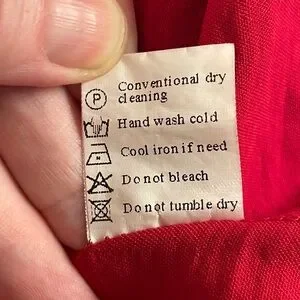 Conventional dry
P cleaning
Hand wash cold
Cool iron if need
Do not bleach
Do not tumble dry